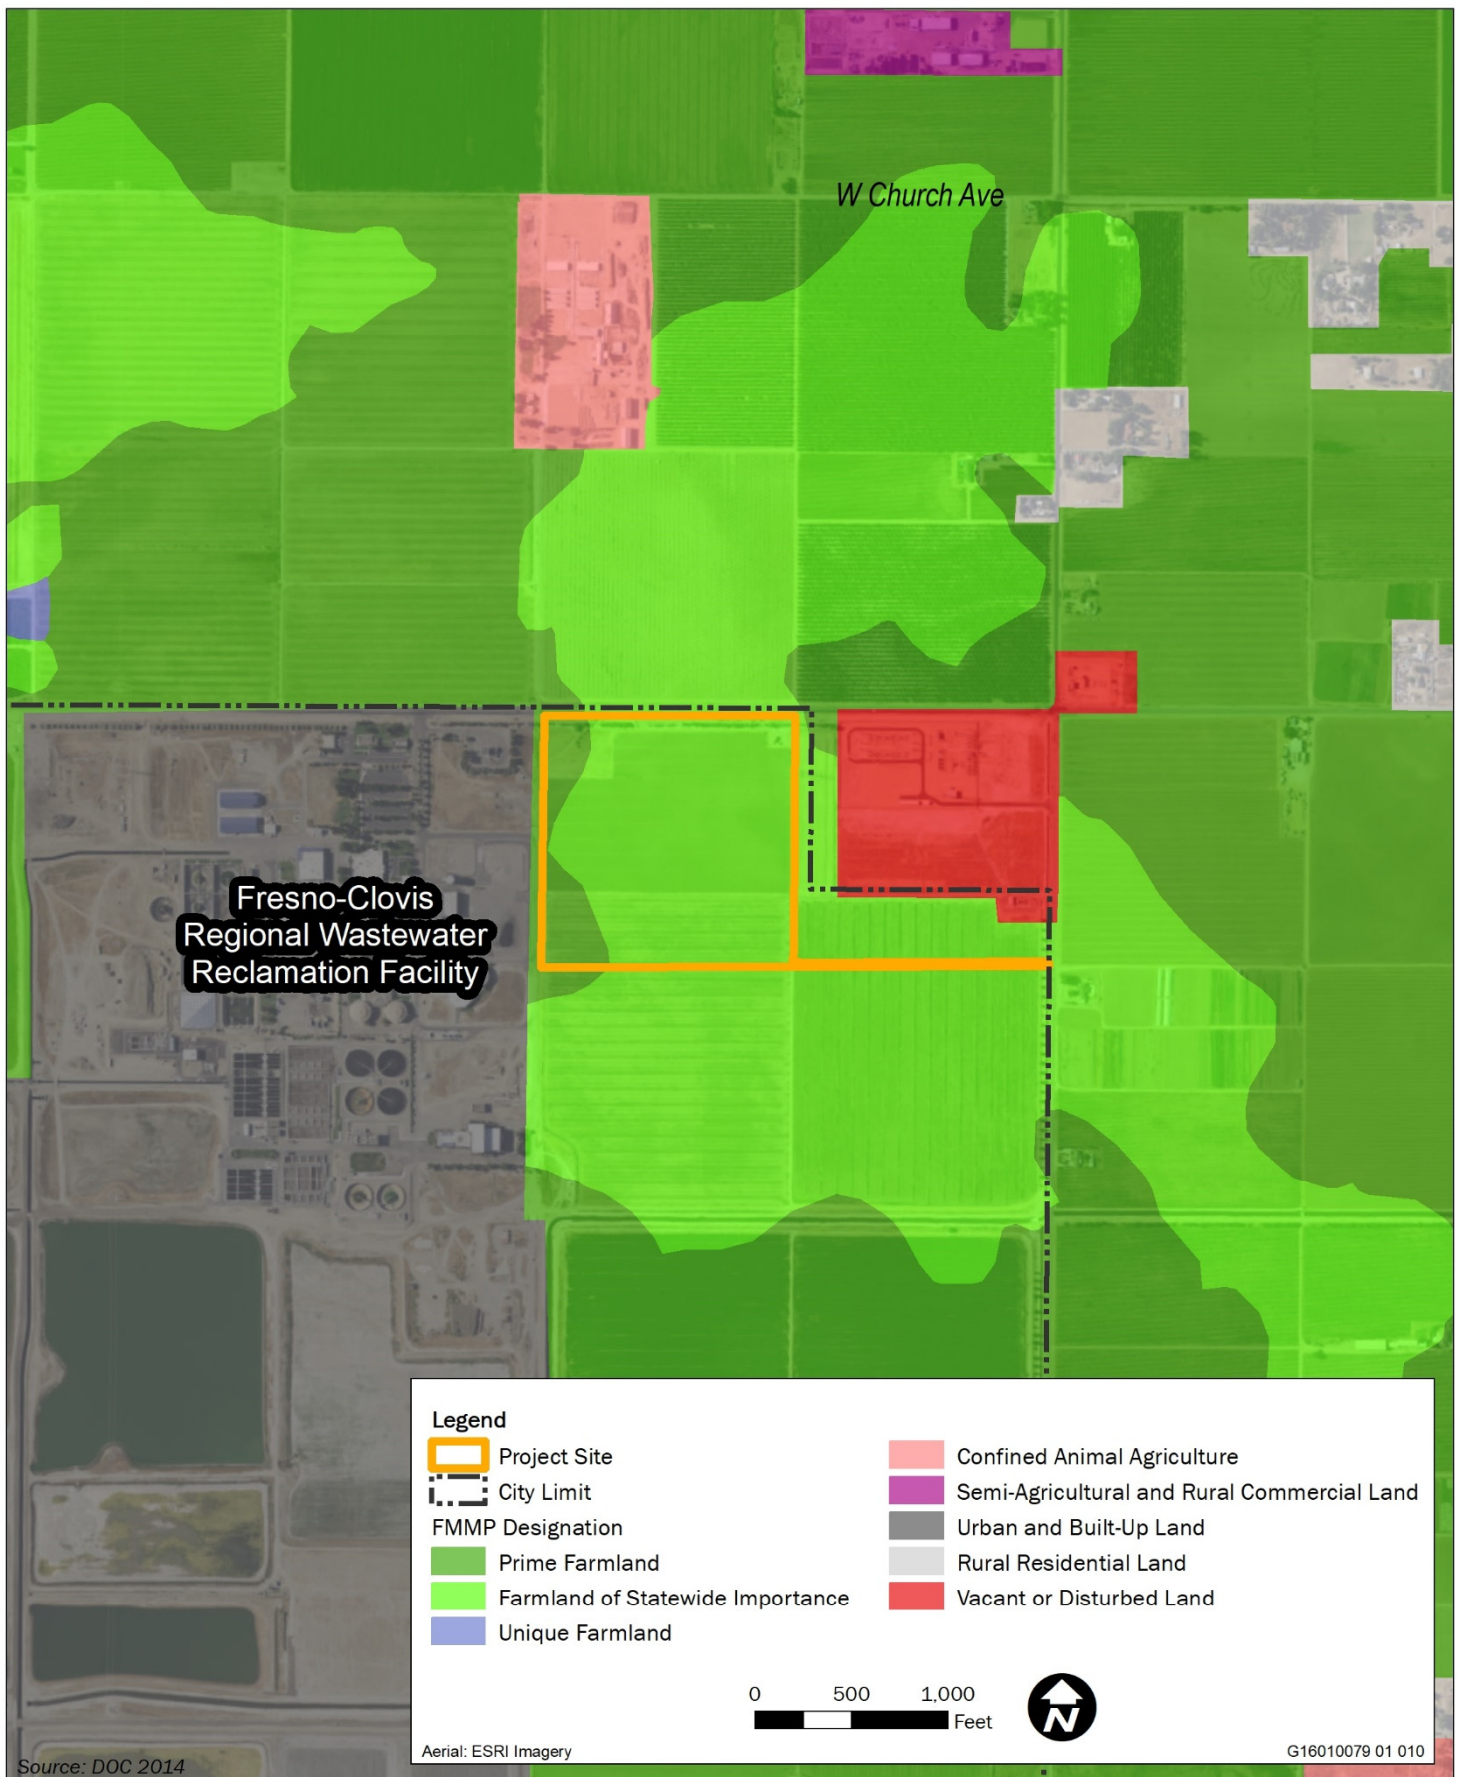 W Church Ave
Fresno-Clovis
Regional Wastewater
Reclamation Facility
Legend
Project Site
City Limit
FMMP Designation
Prime Farmland
Farmland of Statewide Importance
Unique Farmland
Confined Animal Agriculture
Semi-Agricultural and Rural Commercial Land
Urban and Built-Up Land
Rural Residential Land
Vacant or Disturbed Land
0 500 1,000
Feet
N
Aerial: ESRI Imagery
G16010079 01 010
Source: DOC 2014